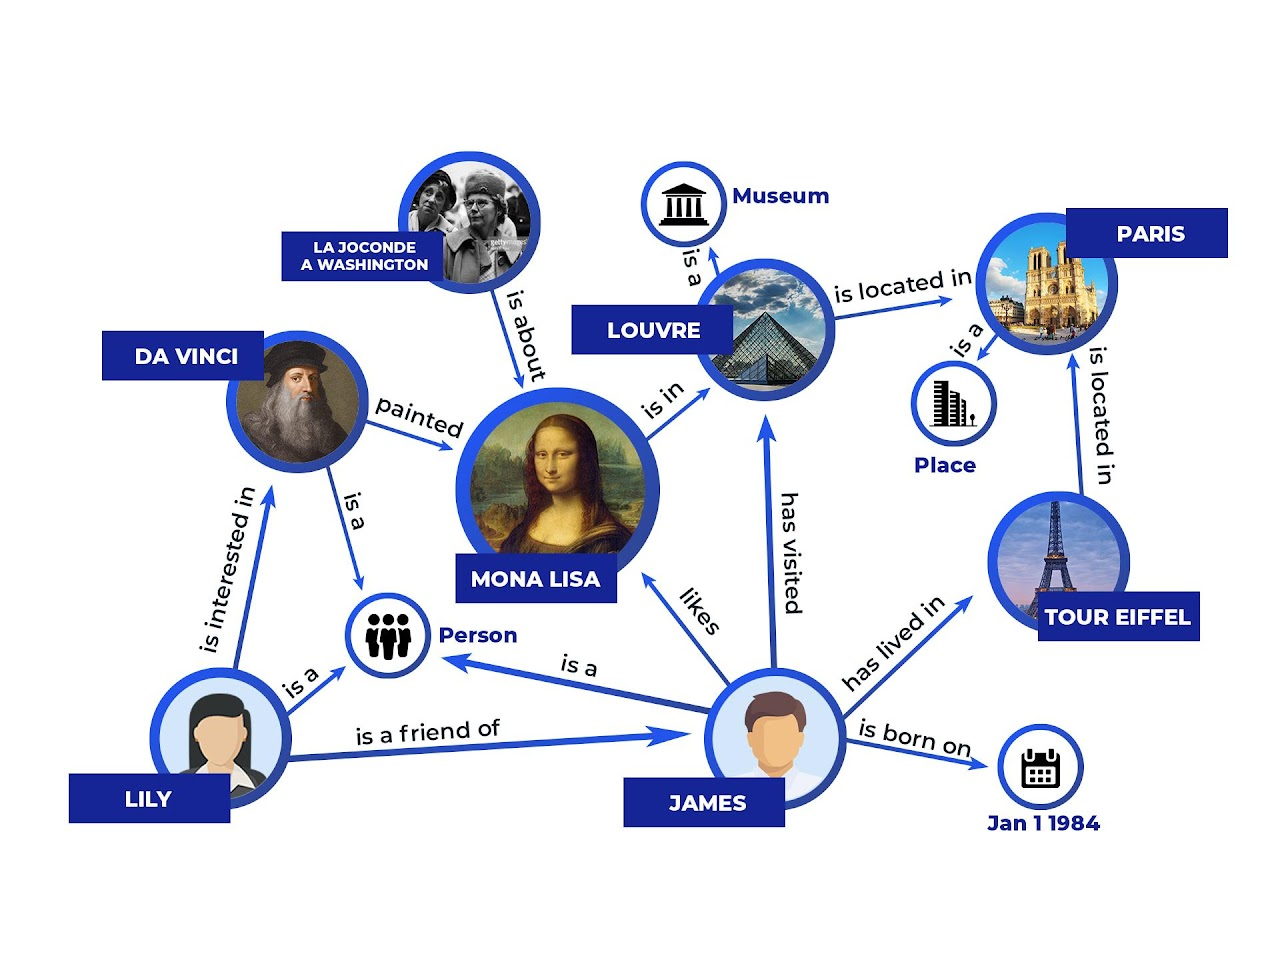 Museum
PARIS
LA JOCONDE
A WASHINGTON
is a
is located in
is about
LOUVRE
is a
DA VINCI
is located in
painted
is in
Place
is interested in
is a
has visited
MONA LISA
likes
TOUR EIFFEL
Person
has lived in
is a
is a
is a friend of
is born on
LILY
JAMES
Jan 1 1984